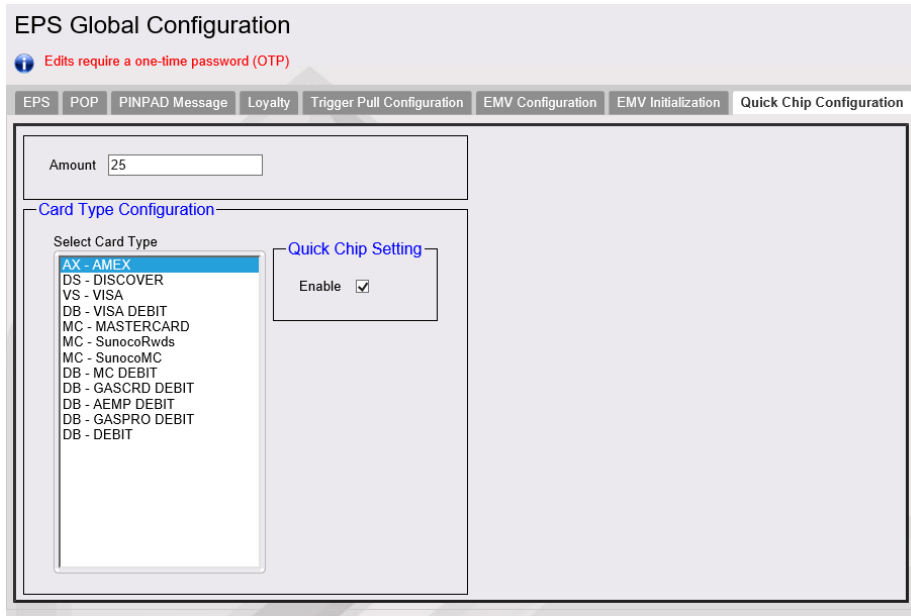 EPS Global Configuration
Edits require a one-time password (OTP)
EPS POP PINPAD Message Loyalty Trigger Pull Configuration EMV Configuration EMV Initialization Quick Chip Configuration
Amount 25
Card Type Configuration
Select Card Type
Quick Chip Setting
Enable
AX - AMEX
DS - DISCOVER
VS - VISA
DB - VISA DEBIT
MC - MASTERCARD
MC - SunocoRwds
MC - SunocoMC
DB - MC DEBIT
DB - GASCRD DEBIT
DB - AEMP DEBIT
DB - GASPRO DEBIT
DB - DEBIT